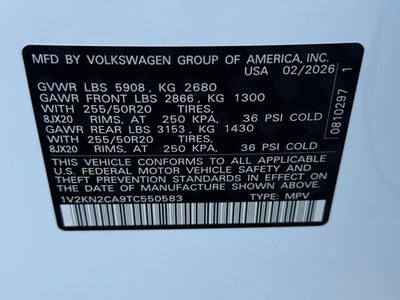 MFD BY VOLKSWAGEN GROUP OF AMERICA, INC.
USA 02/2026
GVWR LBS 5908, KG 2680
GAWR FRONT LBS 2866, KG 1300
WITH 255/50R20 TIRES,
8JX20 RIMS, AT 250 KPA, 36 PSI COLD
GAWR REAR LBS 3153, KG 1430
WITH 255/50R20 TIRES,
8JX20 RIMS, AT 250 KPA, 36 PSI COLD
THIS VEHICLE CONFORMS TO ALL APPLICABLE
U.S. FEDERAL MOTOR VEHICLE SAFETY AND
THEFT PREVENTION STANDARDS IN EFFECT ON
THE DATE OF MANUFACTURE SHOWN ABOVE.
1V2KN2CA9TC550583 TYPE: MPV
0810297 1